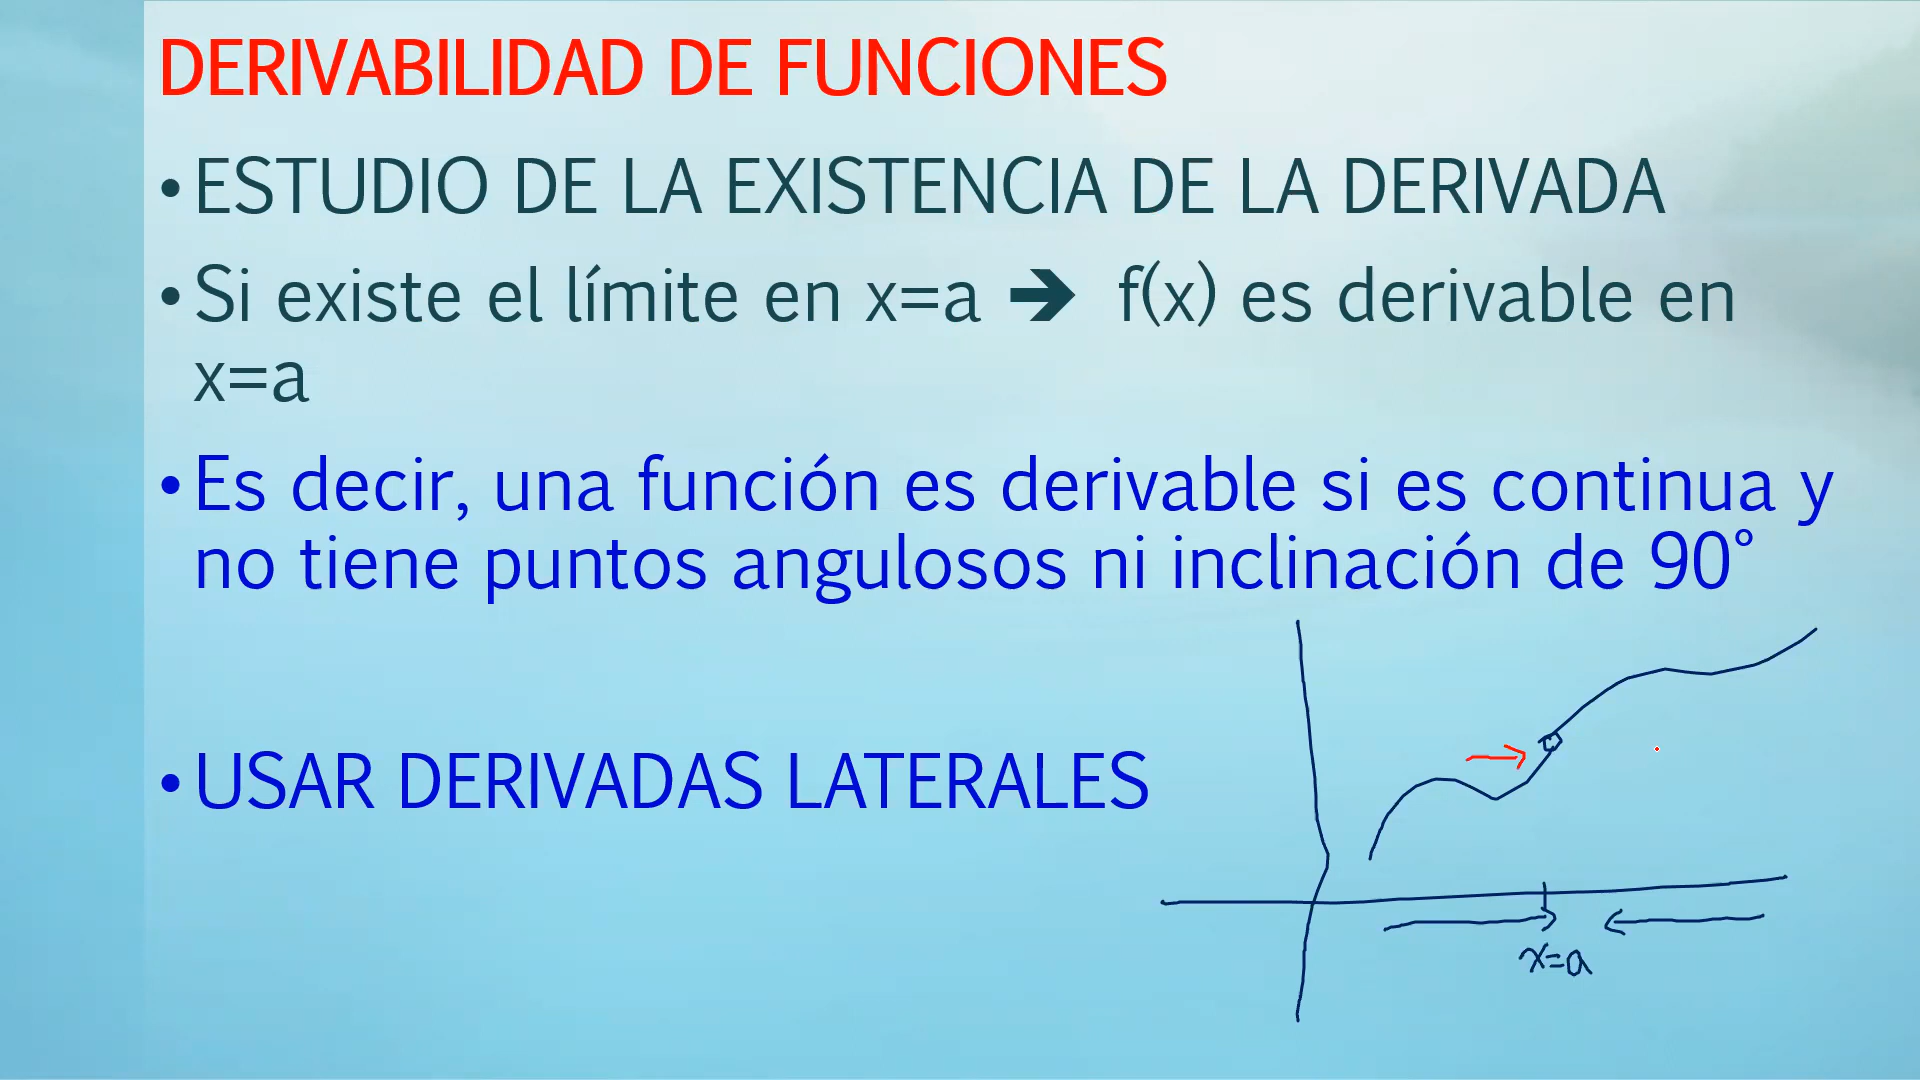 DERIVABILIDAD DE FUNCIONES
•ESTUDIO DE LA EXISTENCIA DE LA DERIVADA
•Si existe el límite en x=a ➔ f(x) es derivable en
x=a
•Es decir, una función es derivable si es continua y
no tiene puntos angulosos ni inclinación de 90°
•USAR DERIVADAS LATERALES
x=a